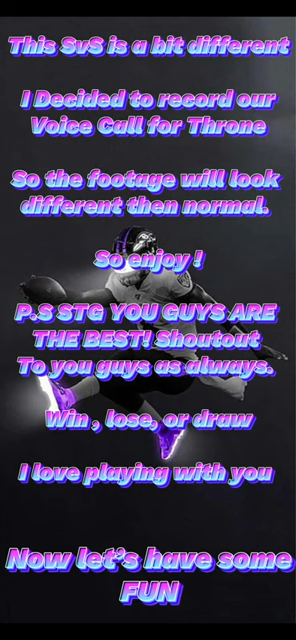 This SvS is a bit different
I Decided to record our
Voice Call for Throne
So the footage will look
different then normal.
So enjoy !
P.S STG YOU GUYS ARE
THE BEST! Shoutout
To you guys as always.
Win , lose, or draw
I love playing with you
Now let's have some
FUN